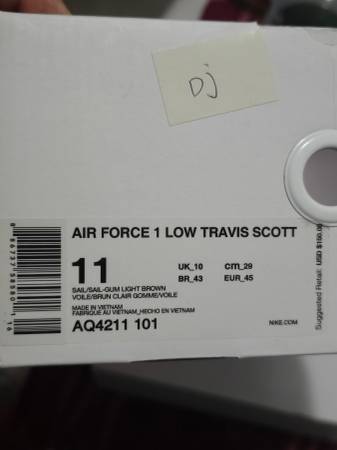 DJ
AIR FORCE 1 LOW TRAVIS SCOTT
11
UK_10 cm_29
BR_43 EUR_45
SAIL/SAIL-GUM LIGHT BROWN
VOILE/BRUN CLAIR GOMME/VOILE
MADE IN VIETNAM
FABRIQUÉ AU VIETNAM_HECHO EN VIETNAM
AQ4211 101
NIKE.COM
Suggested Retail: USD $150.00